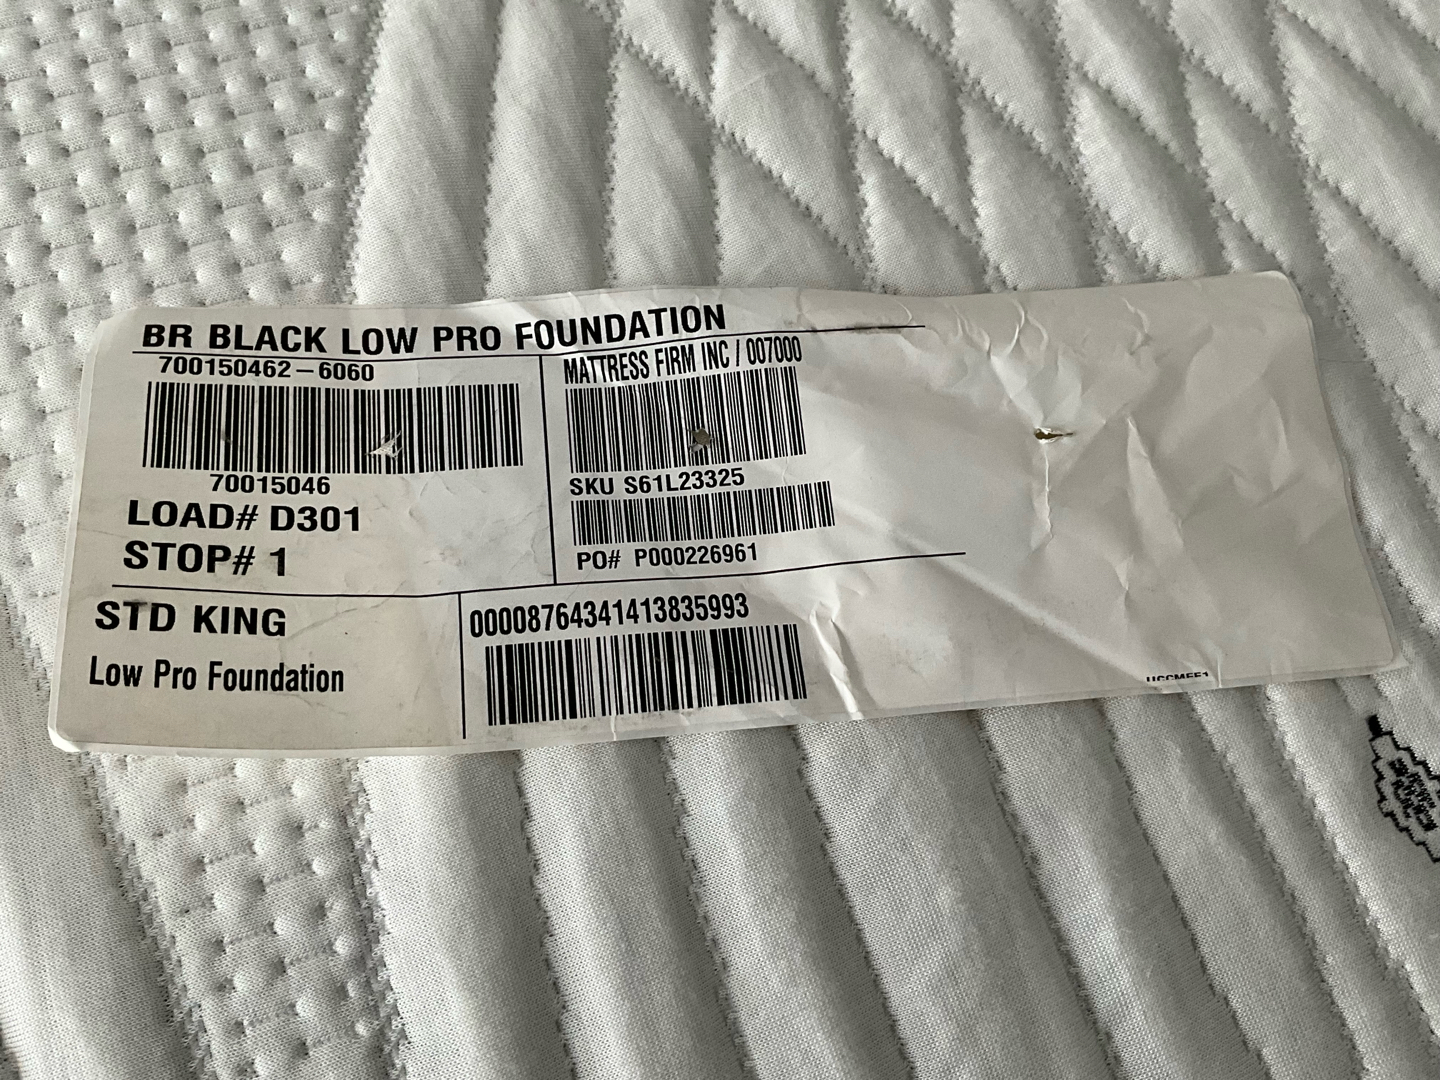 BR BLACK LOW PRO FOUNDATION
700150462-6060
70015046
LOAD# D301
STOP# 1
MATTRESS FIRM INC / 007000
SKU S61L23325
PO# P000226961
STD KING
Low Pro Foundation
00008764341413835993